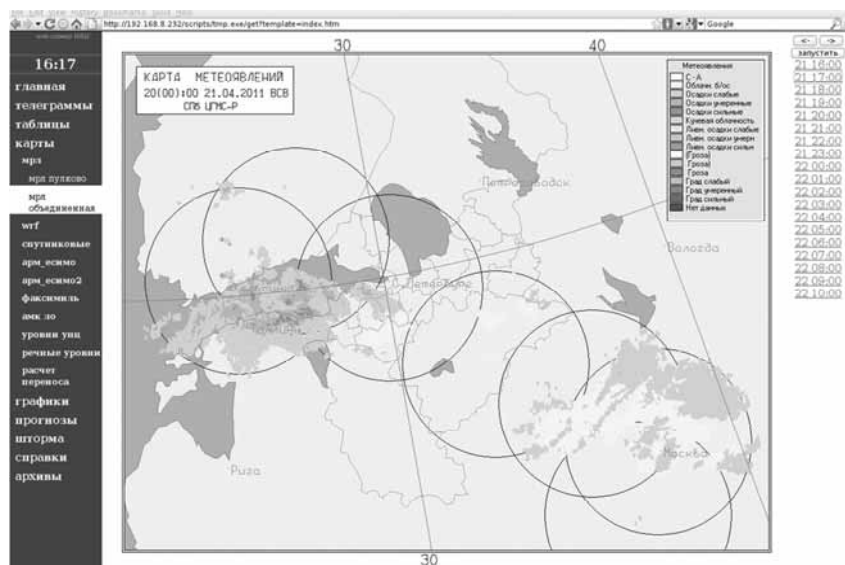 http://192.168.8.232/scripts/tmp.exe/get?template=index.htm
Google
16:17
главная
телеграммы
таблицы
карты
мрл
мрл пулково
мрл
объединенная
wrf
спутниковые
арм_есимо
арм_есимо2
факсимиль
амк ло
уровни унц
речные уровни
расчет
переноса
графики
прогнозы
шторма
справки
архивы
30
40
КАРТА МЕТЕОЯВЛЕНИЙ
20(00):00 21.04.2011 ВСВ
СПб ЦГМС-Р
Метеоявления
С - А
Облачн. б/ос
Осадки слабые
Осадки умеренные
Осадки сильные
Кучевая облачность
Ливн. осадки слабые
Ливн. осадки умерн
Ливн. осадки сильн
(Гроза)
Гроза)
Гроза
Град слабый
Град умеренный
Град сильный
Нет данных
Петрозаводск
Вологда
С.Петербург
Рига
Москва
30
<- ->
запустить
21 16:00
21 17:00
21 18:00
21 19:00
21 20:00
21 21:00
21 22:00
21 23:00
22 00:00
22 01:00
22 02:00
22 03:00
22 04:00
22 05:00
22 06:00
22 07:00
22 08:00
22 09:00
22 10:00